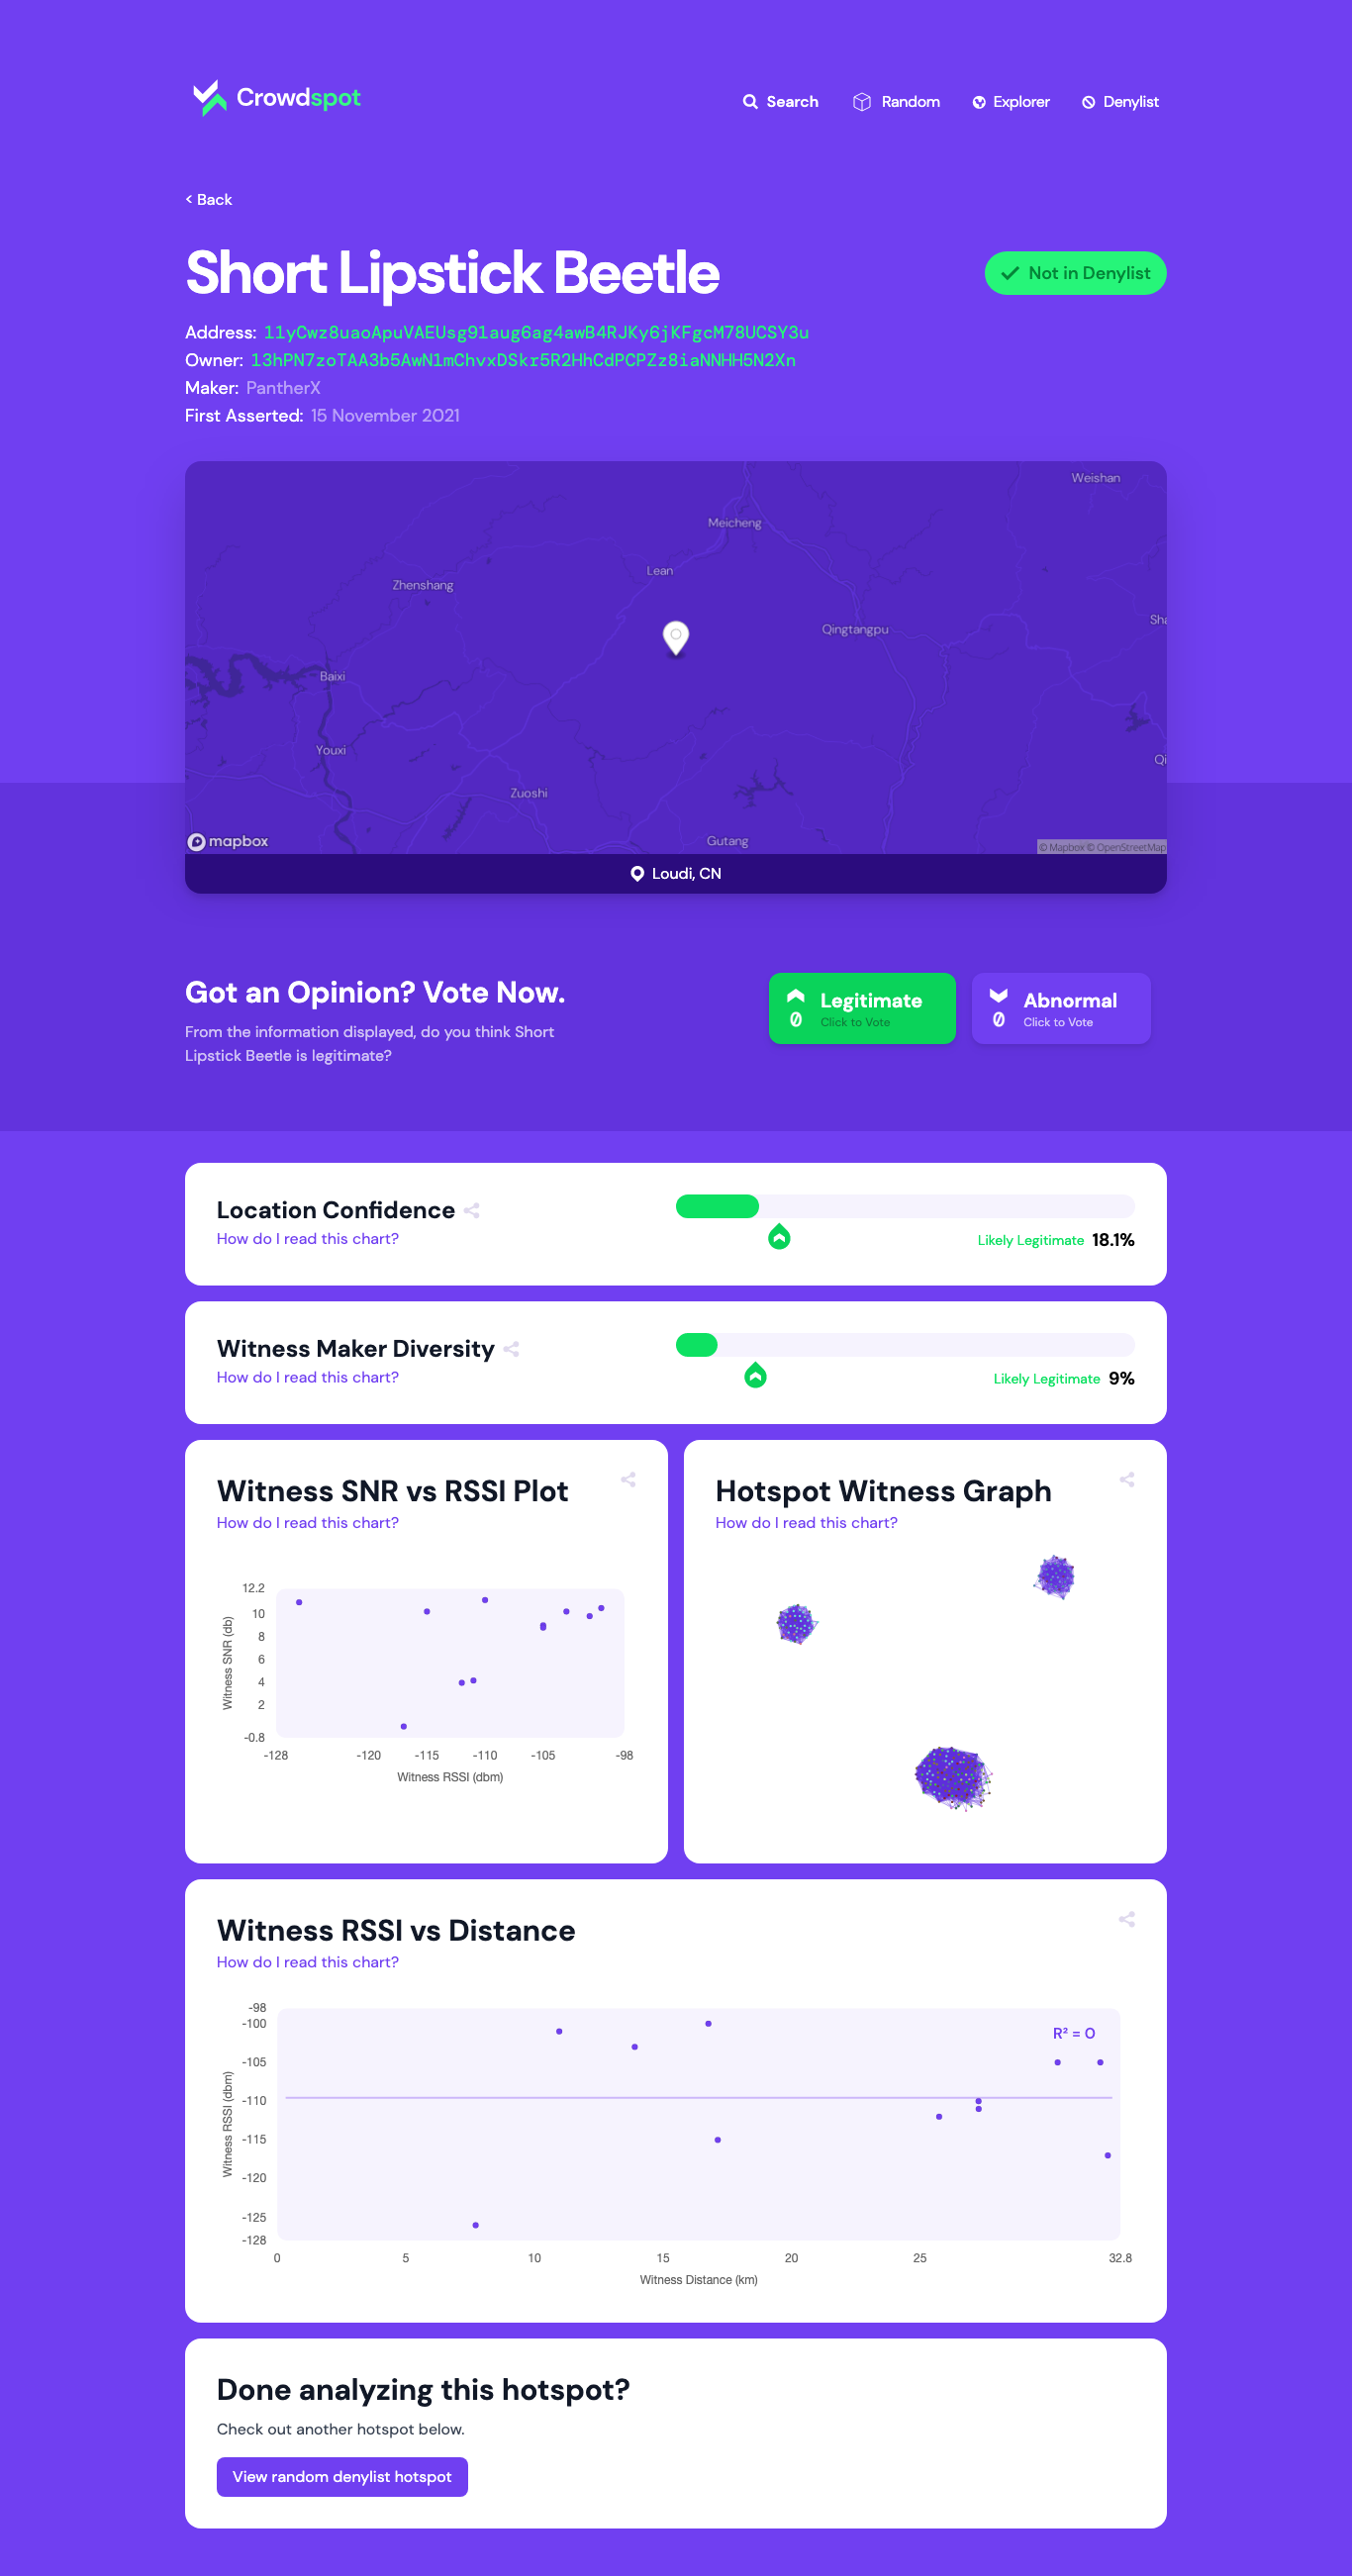 Crowdspot
Search Random Explorer Denylist
< Back
Short Lipstick Beetle
Not in Denylist
Address: 11yCwz8uaoApuVAEUsg91aug6ag4awB4RJKy6jKFgcM78UCSY3u
Owner: 13hPN7zoTAA3b5AwN1mChvxDSkr5R2HhCdPCPZz8iaNNHH5N2Xn
Maker: PantherX
First Asserted: 15 November 2021
Weishan
Meicheng
Lean
Zhenshang
Sha
Qingtangpu
Baixi
Youxi
Qi
Zuoshi
Gutang
mapbox
© Mapbox © OpenStreetMap
Loudi, CN
Got an Opinion? Vote Now.
From the information displayed, do you think Short
Lipstick Beetle is legitimate?
Legitimate
0 Click to Vote
Abnormal
0 Click to Vote
Location Confidence
How do I read this chart?
Likely Legitimate 18.1%
Witness Maker Diversity
How do I read this chart?
Likely Legitimate 9%
Witness SNR vs RSSI Plot
How do I read this chart?
12.2
10
8
6
4
2
-0.8
Witness SNR (db)
-128 -120 -115 -110 -105 -98
Witness RSSI (dbm)
Hotspot Witness Graph
How do I read this chart?
Witness RSSI vs Distance
How do I read this chart?
-98
-100
-105
-110
-115
-120
-125
-128
Witness RSSI (dbm)
R² = 0
0 5 10 15 20 25 32.8
Witness Distance (km)
Done analyzing this hotspot?
Check out another hotspot below.
View random denylist hotspot